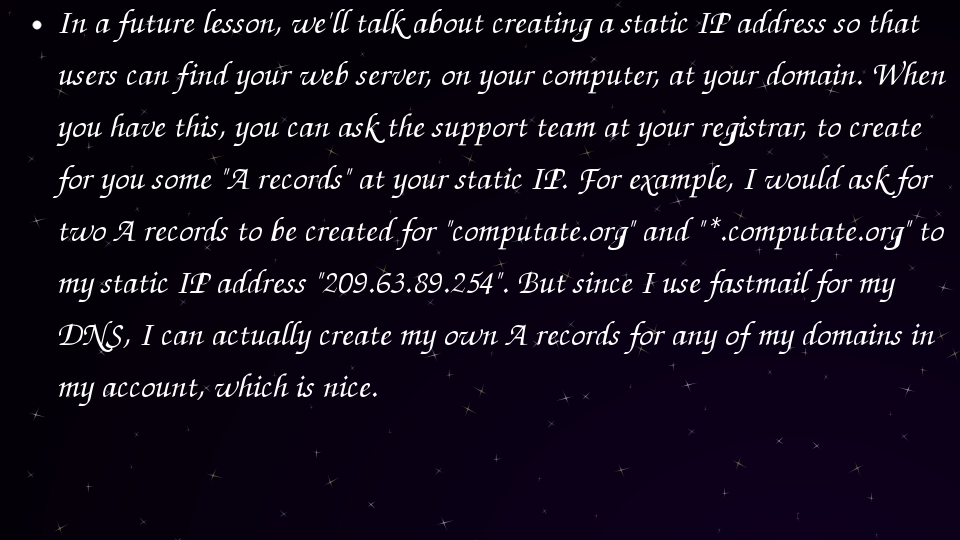 • In a future lesson, we'll talk about creating a static IP address so that
users can find your web server, on your computer, at your domain. When
you have this, you can ask the support team at your registrar, to create
for you some "A records" at your static IP. For example, I would ask for
two A records to be created for "computate.org" and "*.computate.org" to
my static IP address "209.63.89.254". But since I use fastmail for my
DNS, I can actually create my own A records for any of my domains in
my account, which is nice.